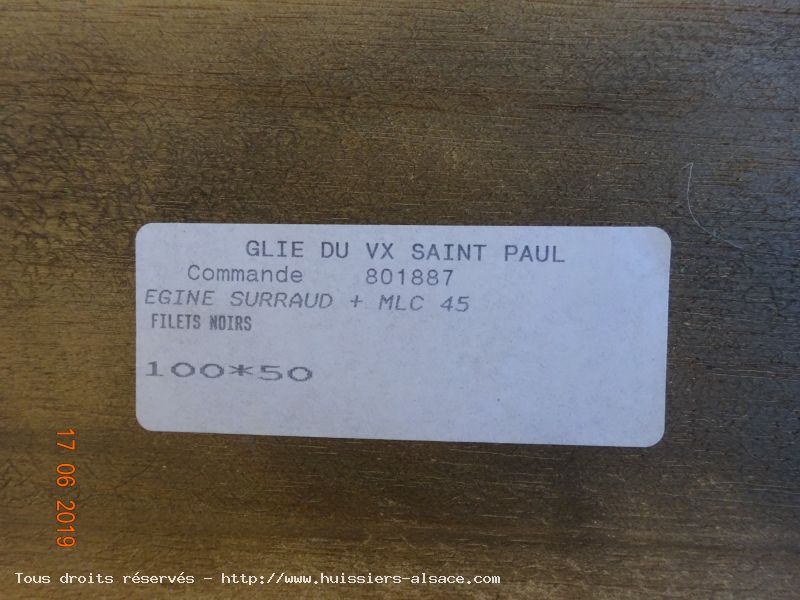 GLIE DU VX SAINT PAUL
Commande 801887
EGINE SURRAUD + MLC 45
FILETS NOIRS
100*50
17 06 2019
Tous droits réservés - http://www.huissiers-alsace.com